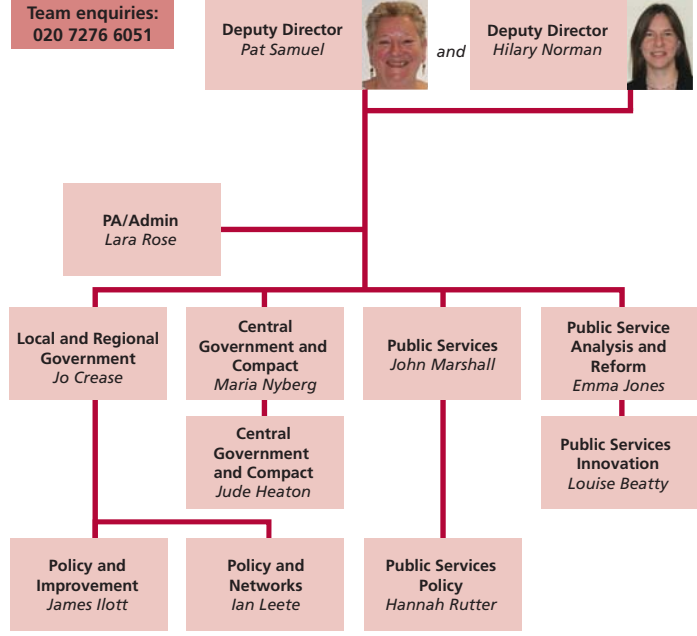 Team enquiries:
020 7276 6051
Deputy Director
Pat Samuel
and
Deputy Director
Hilary Norman
PA/Admin
Lara Rose
Local and Regional
Government
Jo Crease
Central
Government and
Compact
Maria Nyberg
Public Services
John Marshall
Public Service
Analysis and
Reform
Emma Jones
Central
Government
and Compact
Jude Heaton
Public Services
Innovation
Louise Beatty
Policy and
Improvement
James Ilott
Policy and
Networks
Ian Leete
Public Services
Policy
Hannah Rutter